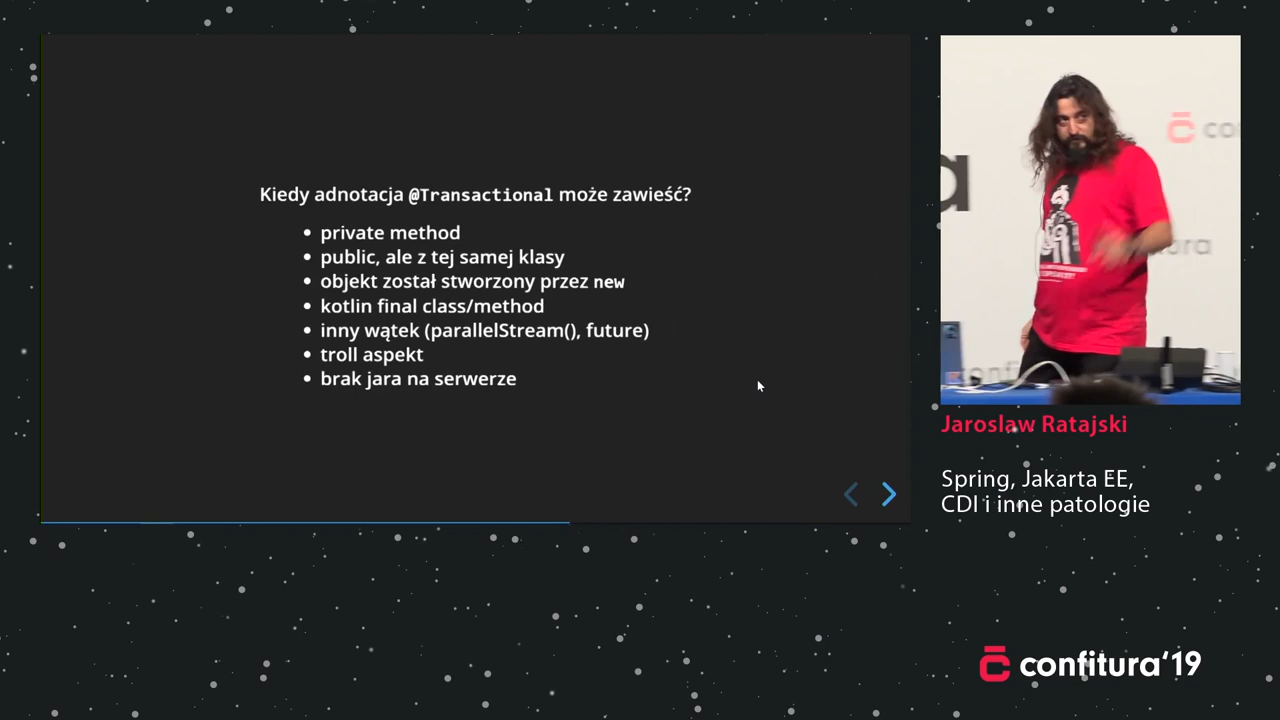 Kiedy adnotacja @Transactional może zawieść?
private method
public, ale z tej samej klasy
objekt został stworzony przez new
kotlin final class/method
inny wątek (parallelStream(), future)
troll aspekt
brak jara na serwerze
Jaroslaw Ratajski
Spring, Jakarta EE,
CDI i inne patologie
confitura'19